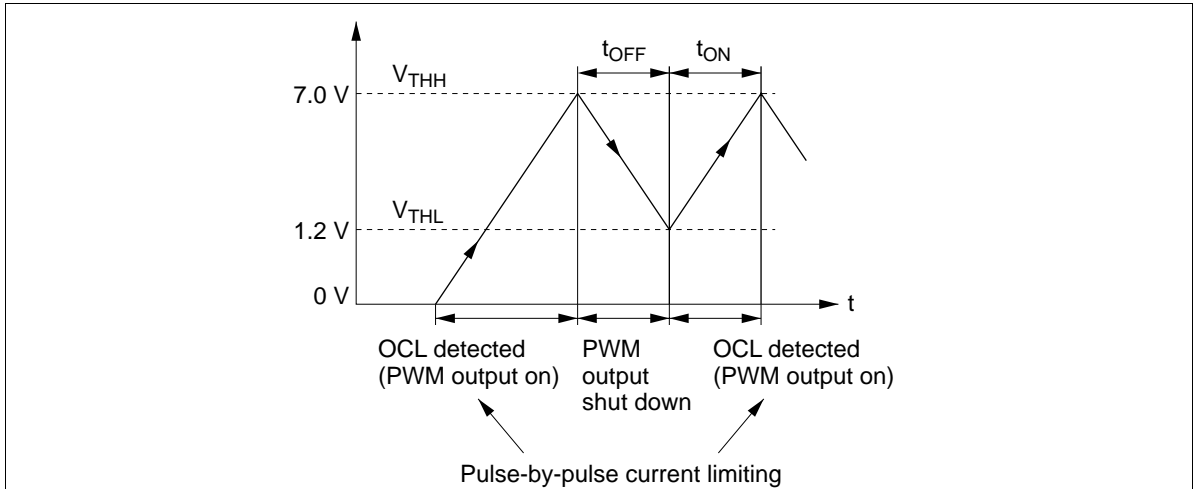 tOFF tON
VTHH
7.0 V
VTHL
1.2 V
0 V
t
OCL detected
(PWM output on)
PWM
output
shut down
OCL detected
(PWM output on)
Pulse-by-pulse current limiting